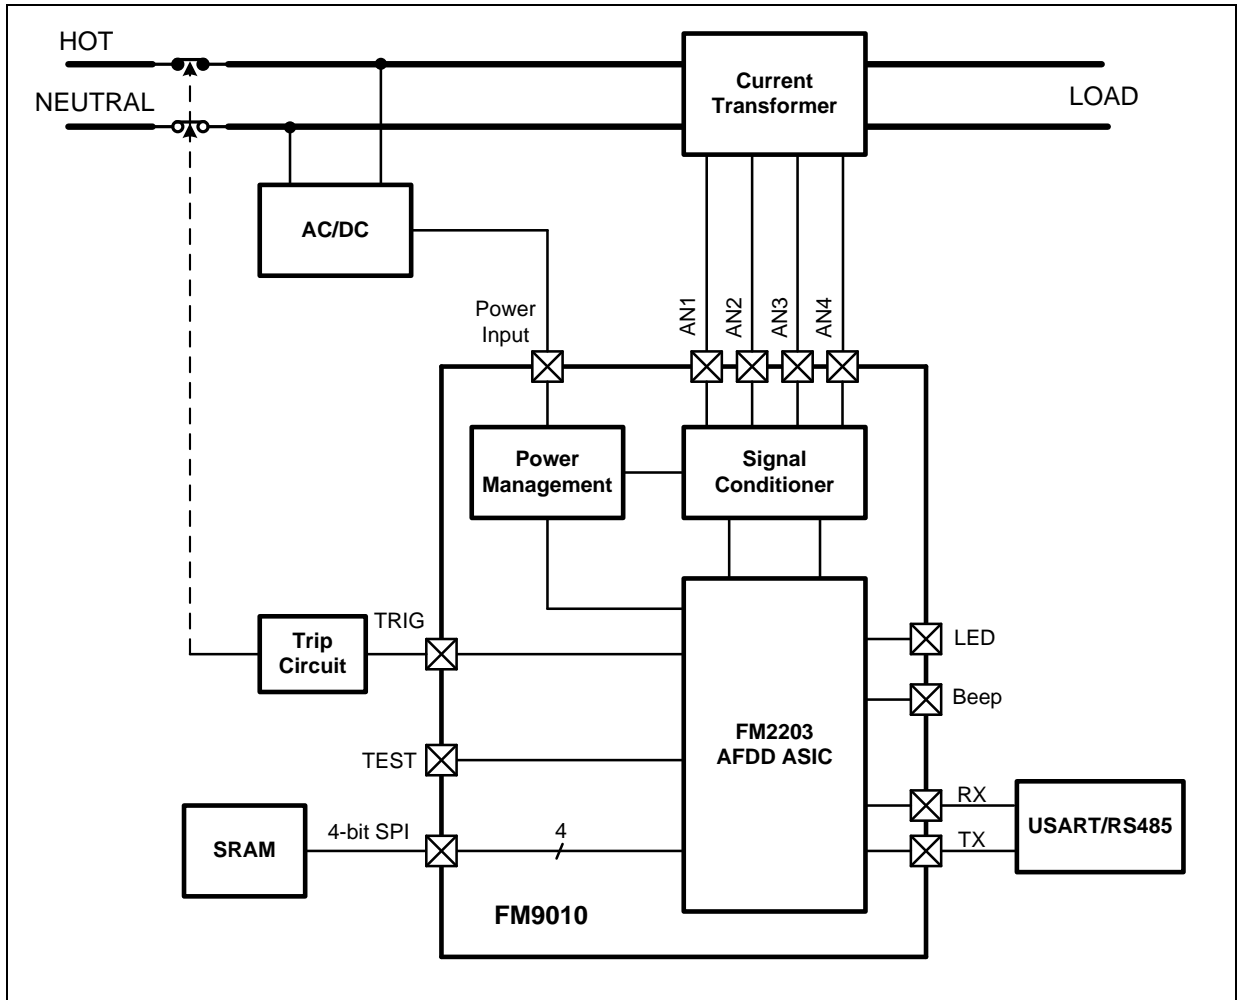 HOT
NEUTRAL
Current
Transformer
LOAD
AC/DC
Power
Input
AN1
AN2
AN3
AN4
Power
Management
Signal
Conditioner
Trip
Circuit
TRIG
LED
Beep
FM2203
AFDD ASIC
TEST
RX
TX
USART/RS485
SRAM
4-bit SPI
4
FM9010